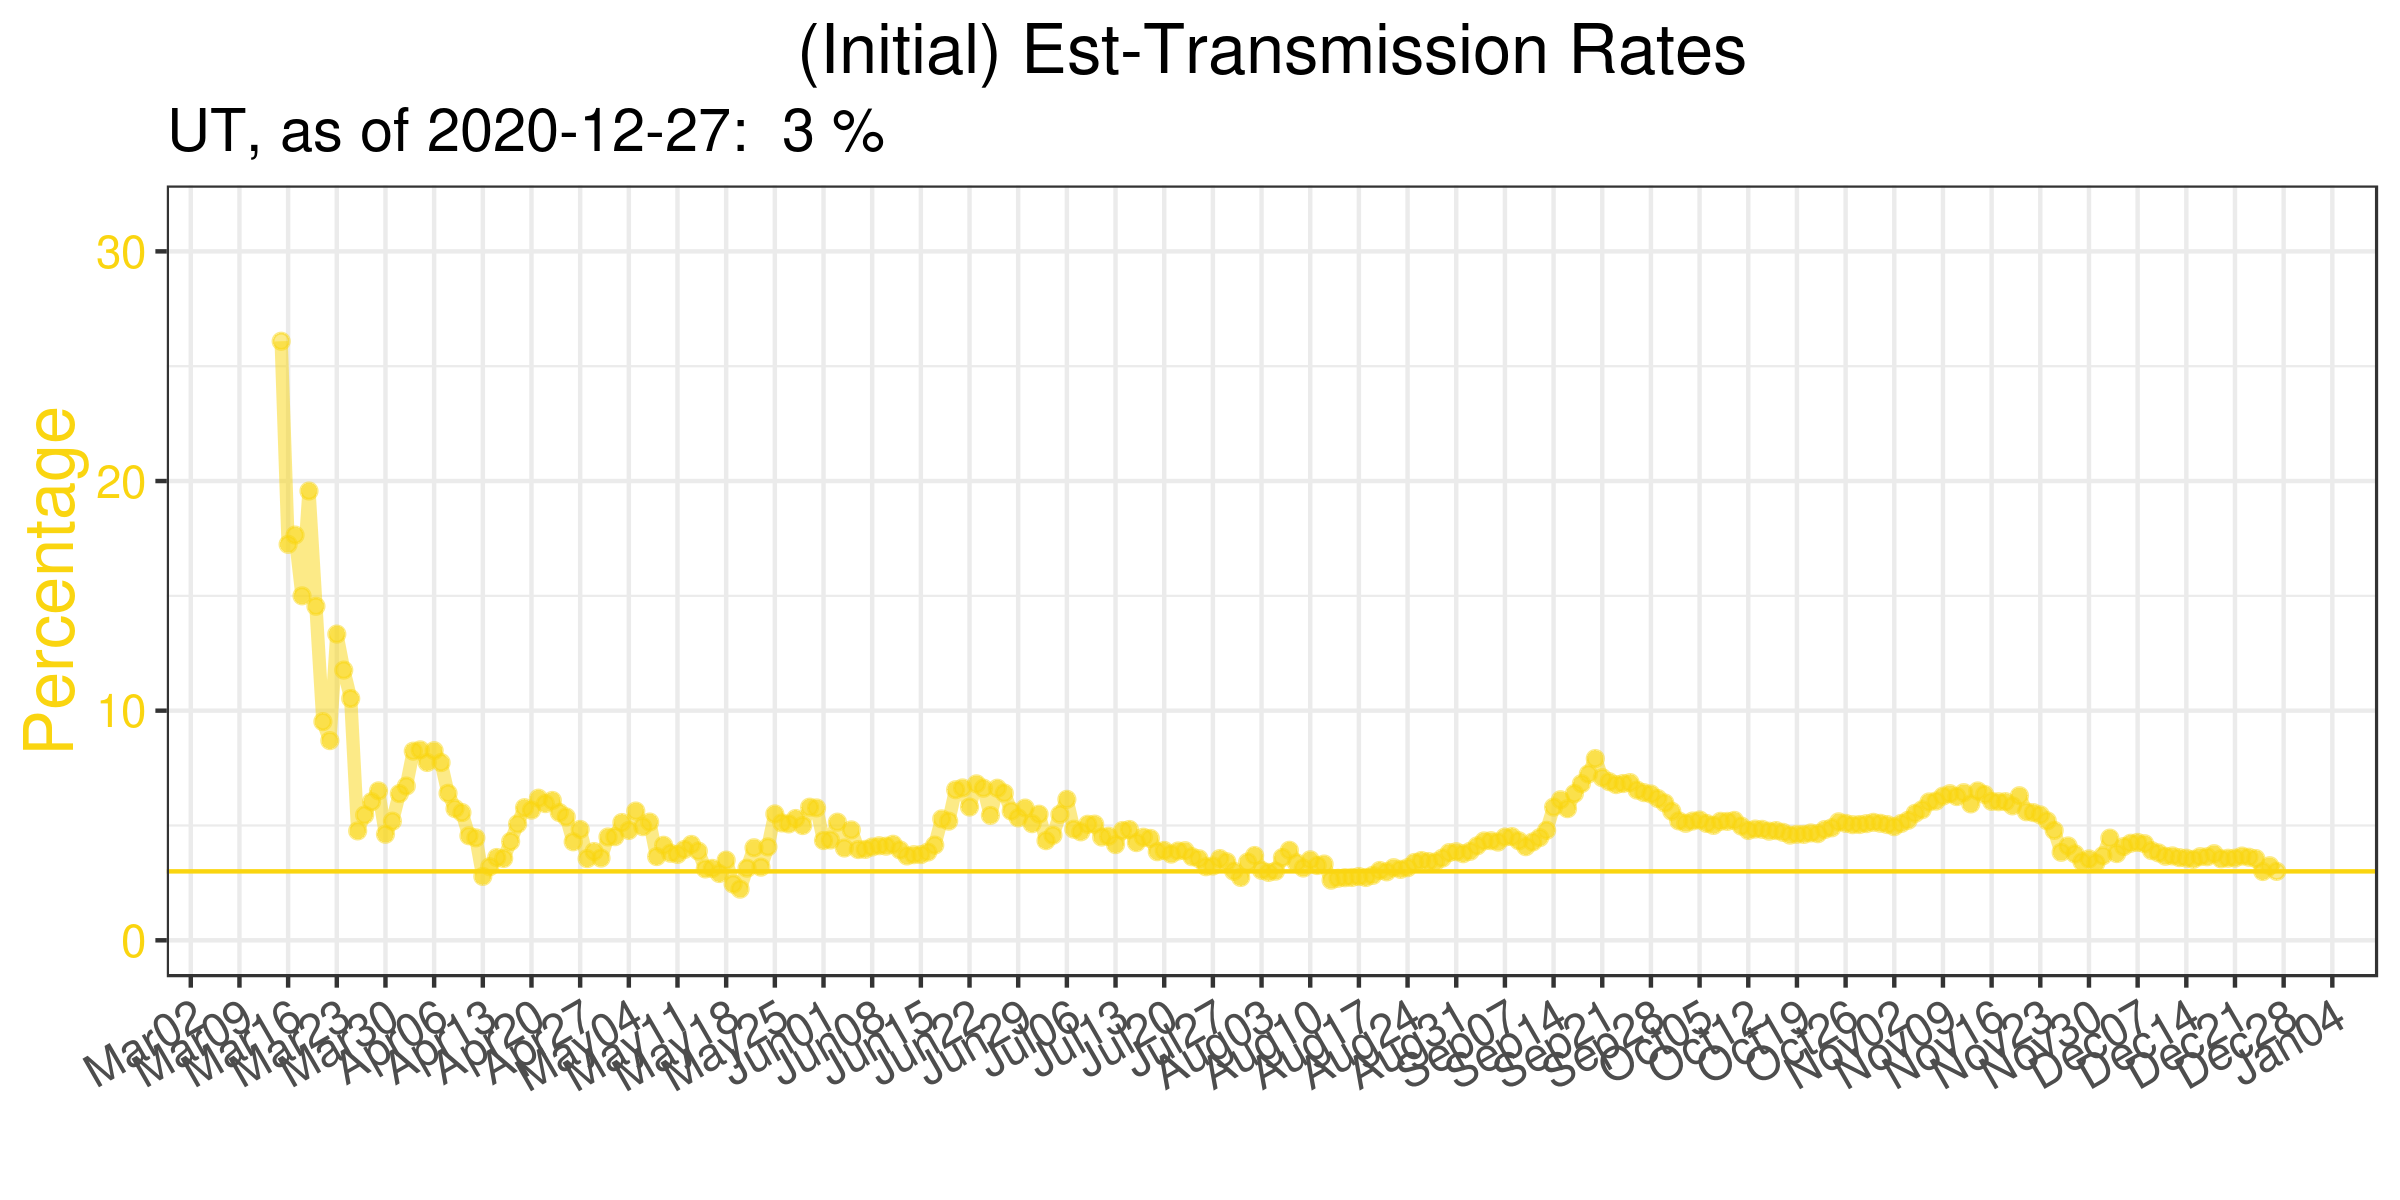 (Initial) Est-Transmission Rates
UT, as of 2020-12-27:  3 %
Percentage
30
20
10
0
Mar02
Mar09
Mar16
Mar23
Mar30
Apr06
Apr13
Apr20
Apr27
May04
May11
May18
May25
Jun01
Jun08
Jun15
Jun22
Jun29
Jul06
Jul13
Jul20
Jul27
Aug03
Aug10
Aug17
Aug24
Aug31
Sep07
Sep14
Sep21
Sep28
Oct05
Oct12
Oct19
Oct26
Nov02
Nov09
Nov16
Nov23
Nov30
Dec07
Dec14
Dec21
Dec28
Jan04